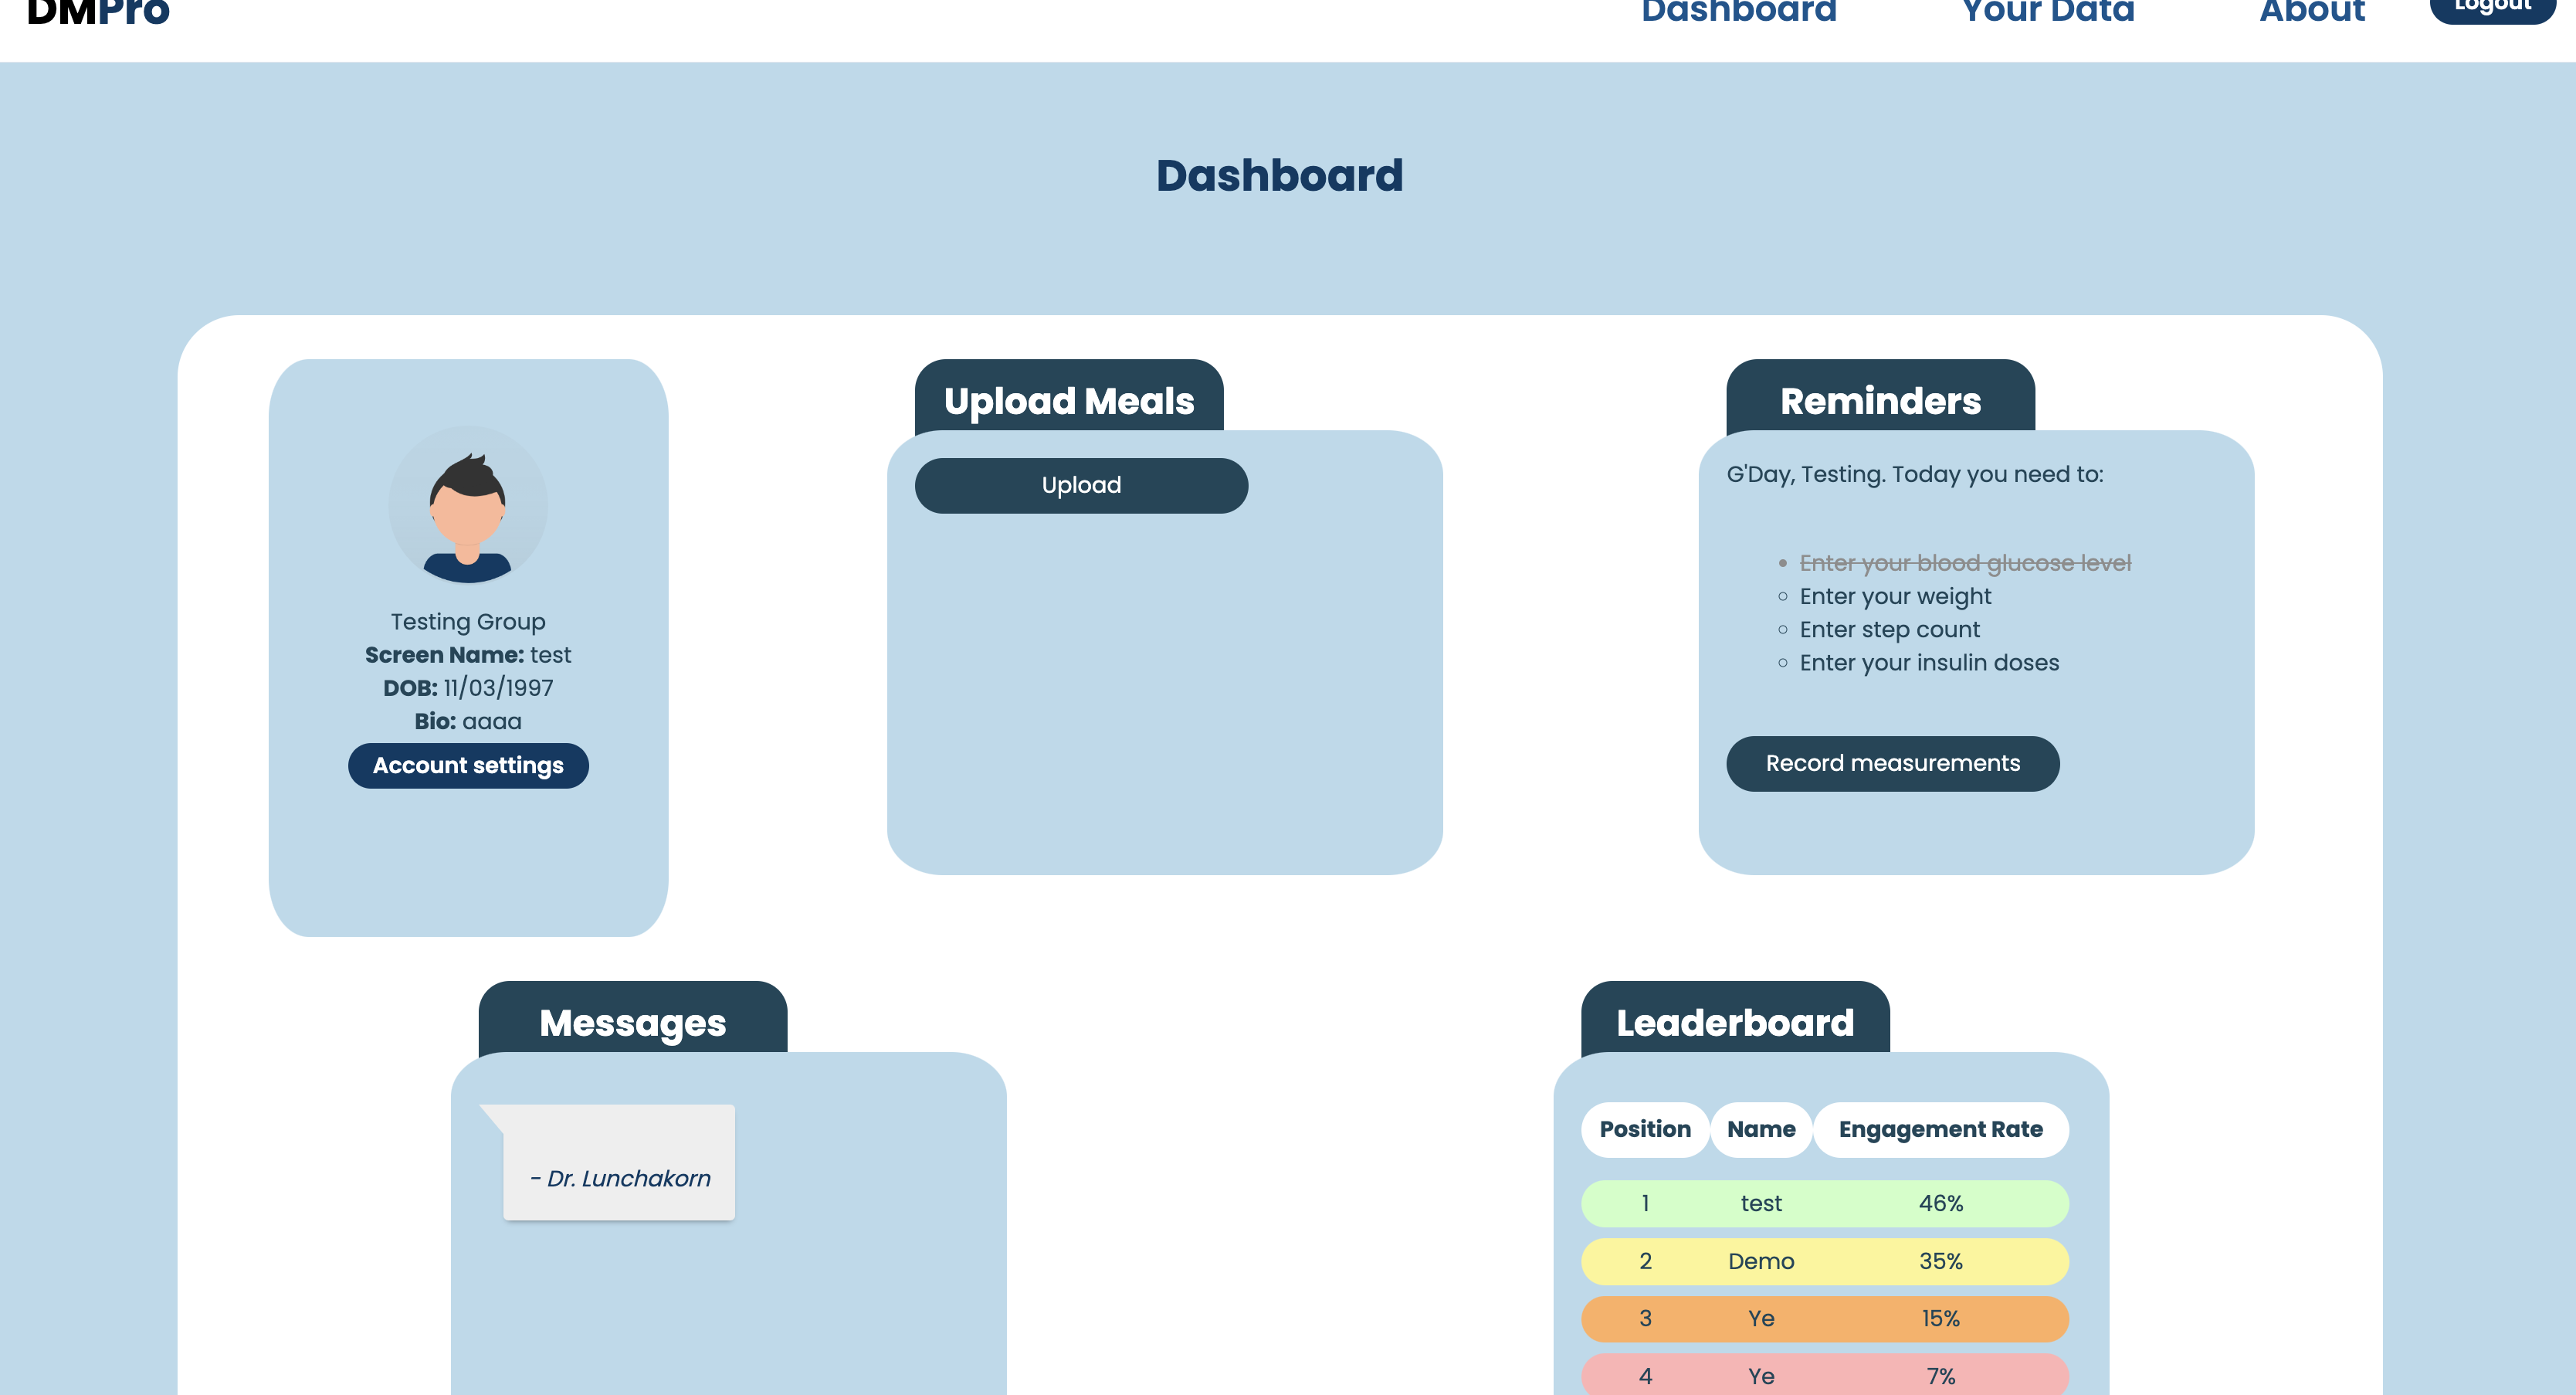 DMPro
Dashboard
Your Data
About
Logout
Dashboard
Testing Group
Screen Name: test
DOB: 11/03/1997
Bio: aaaa
Account settings
Upload Meals
Upload
Reminders
G'Day, Testing. Today you need to:
Enter your blood glucose level
Enter your weight
Enter step count
Enter your insulin doses
Record measurements
Messages
- Dr. Lunchakorn
Leaderboard
Position Name Engagement Rate
1 test 46%
2 Demo 35%
3 Ye 15%
4 Ye 7%